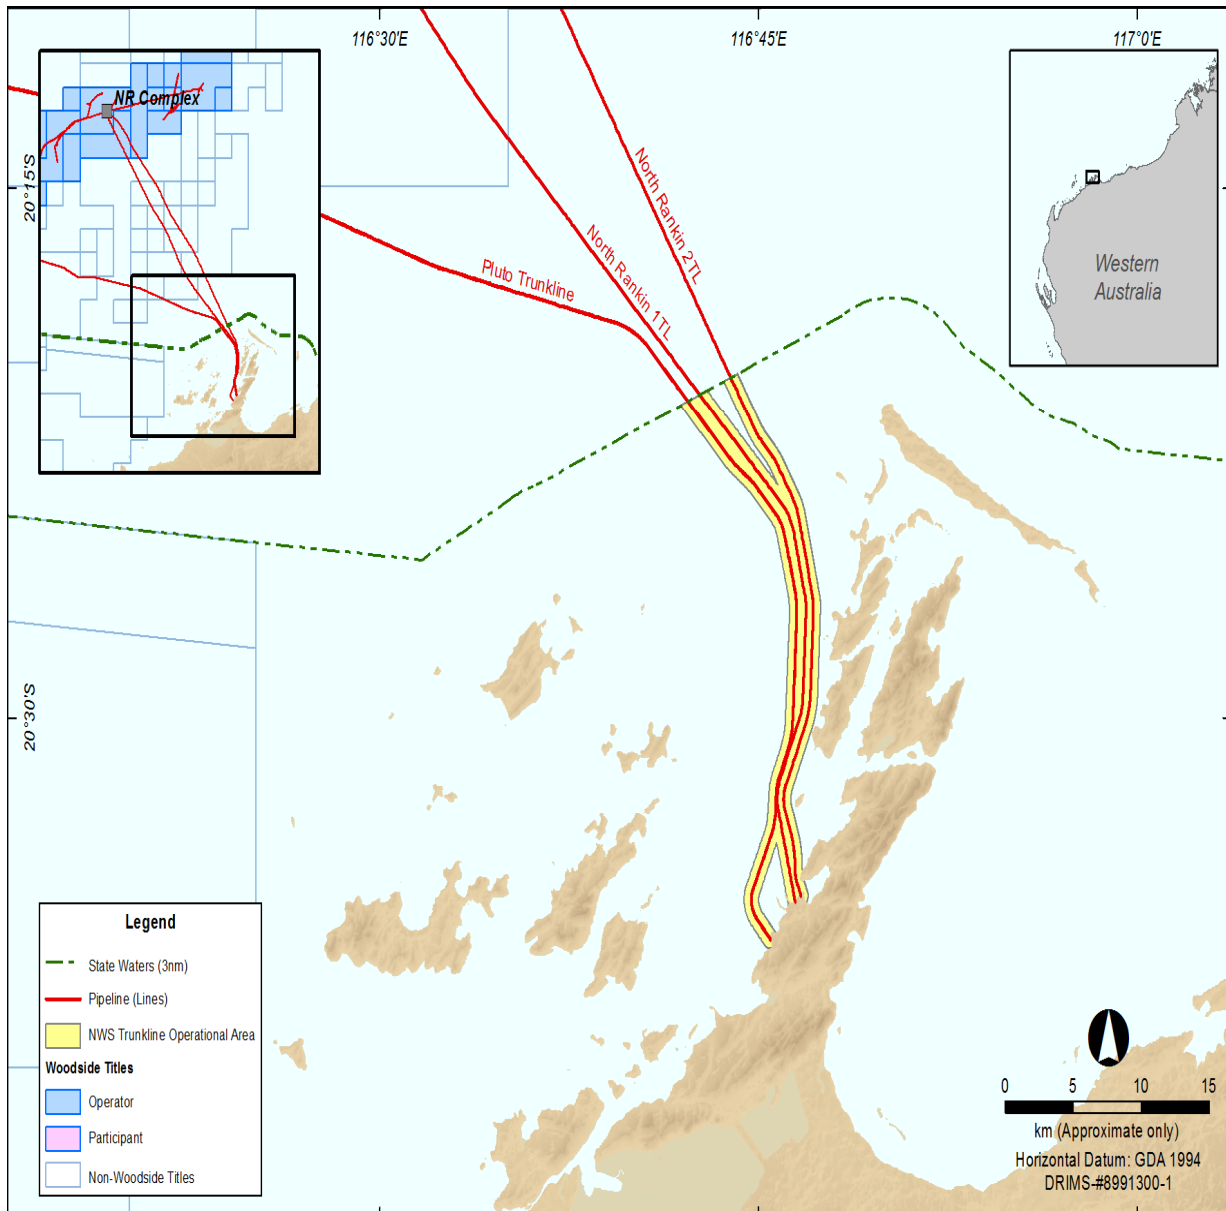 116°30'E
116°45'E
117°0'E
NR Complex
20°15'S
North Rankin 2TL
North Rankin 1TL
Pluto Trunkline
Western
Australia
20°30'S
Legend
State Waters (3nm)
Pipeline (Lines)
NWS Trunkline Operational Area
Woodside Titles
Operator
Participant
Non-Woodside Titles
0 5 10 15
km (Approximate only)
Horizontal Datum: GDA 1994
DRIMS-#8991300-1